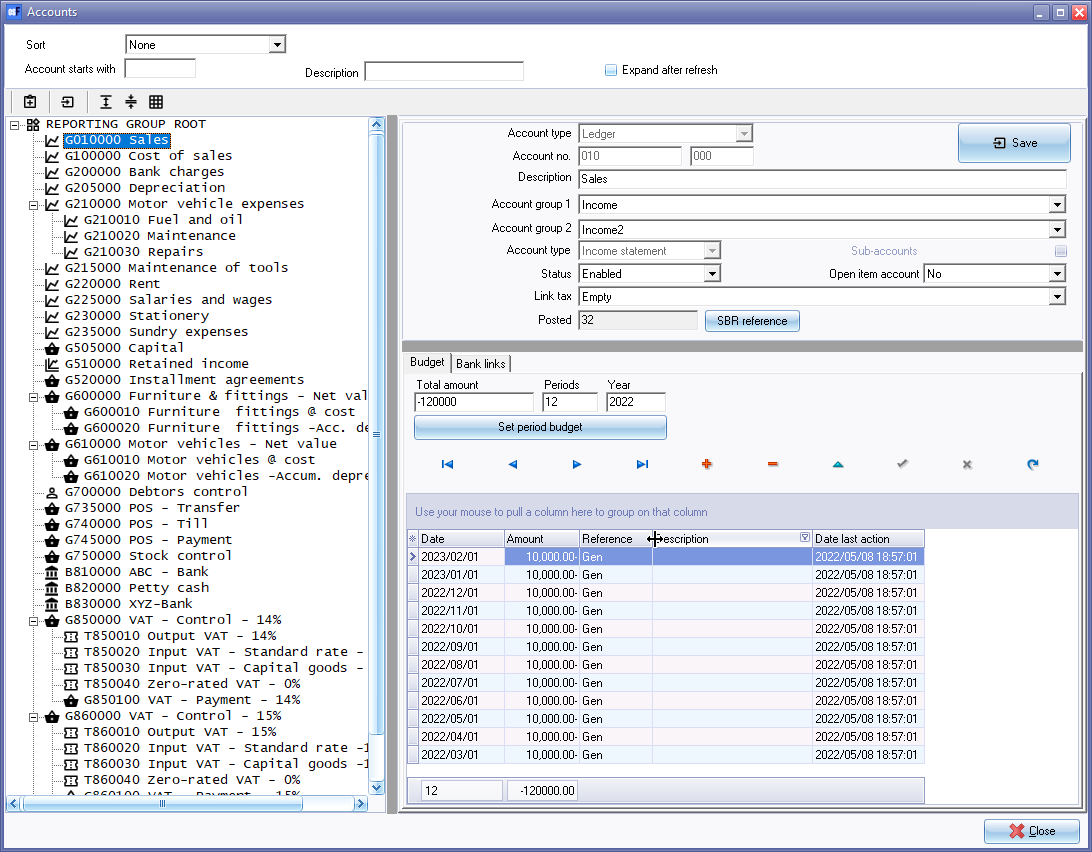 Accounts
Sort None
Account starts with
Description
Expand after refresh
REPORTING GROUP ROOT
G010000 Sales
G100000 Cost of sales
G200000 Bank charges
G205000 Depreciation
G210000 Motor vehicle expenses
G210010 Fuel and oil
G210020 Maintenance
G210030 Repairs
G215000 Maintenance of tools
G220000 Rent
G225000 Salaries and wages
G230000 Stationery
G235000 Sundry expenses
G505000 Capital
G510000 Retained income
G520000 Installment agreements
G600000 Furniture & fittings - Net val
G600010 Furniture  fittings @ cost
G600020 Furniture  fittings -Acc. de
G610000 Motor vehicles - Net value
G610010 Motor vehicles @ cost
G610020 Motor vehicles -Accum. depre
G700000 Debtors control
G735000 POS - Transfer
G740000 POS - Till
G745000 POS - Payment
G750000 Stock control
B810000 ABC - Bank
B820000 Petty cash
B830000 XYZ-Bank
G850000 VAT - Control - 14%
T850010 Output VAT - 14%
T850020 Input VAT - Standard rate -
T850030 Input VAT - Capital goods -
T850040 Zero-rated VAT - 0%
G850100 VAT - Payment - 14%
G860000 VAT - Control - 15%
T860010 Output VAT - 15%
T860020 Input VAT - Standard rate -1
T860030 Input VAT - Capital goods -1
T860040 Zero-rated VAT - 0%
G860100 VAT - Payment - 15%
Account type Ledger
Save
Account no. 010 000
Description Sales
Account group 1 Income
Account group 2 Income2
Account type Income statement Sub-accounts
Status Enabled Open item account No
Link tax Empty
Posted 32 SBR reference
Budget Bank links
Total amount Periods Year
-120000 12 2022
Set period budget
Use your mouse to pull a column here to group on that column
Date Amount Reference escription Date last action
2023/02/01 10,000.00- Gen 2022/05/08 18:57:01
2023/01/01 10,000.00- Gen 2022/05/08 18:57:01
2022/12/01 10,000.00- Gen 2022/05/08 18:57:01
2022/11/01 10,000.00- Gen 2022/05/08 18:57:01
2022/10/01 10,000.00- Gen 2022/05/08 18:57:01
2022/09/01 10,000.00- Gen 2022/05/08 18:57:01
2022/08/01 10,000.00- Gen 2022/05/08 18:57:01
2022/07/01 10,000.00- Gen 2022/05/08 18:57:01
2022/06/01 10,000.00- Gen 2022/05/08 18:57:01
2022/05/01 10,000.00- Gen 2022/05/08 18:57:01
2022/04/01 10,000.00- Gen 2022/05/08 18:57:01
2022/03/01 10,000.00- Gen 2022/05/08 18:57:01
12 -120000.00
Close